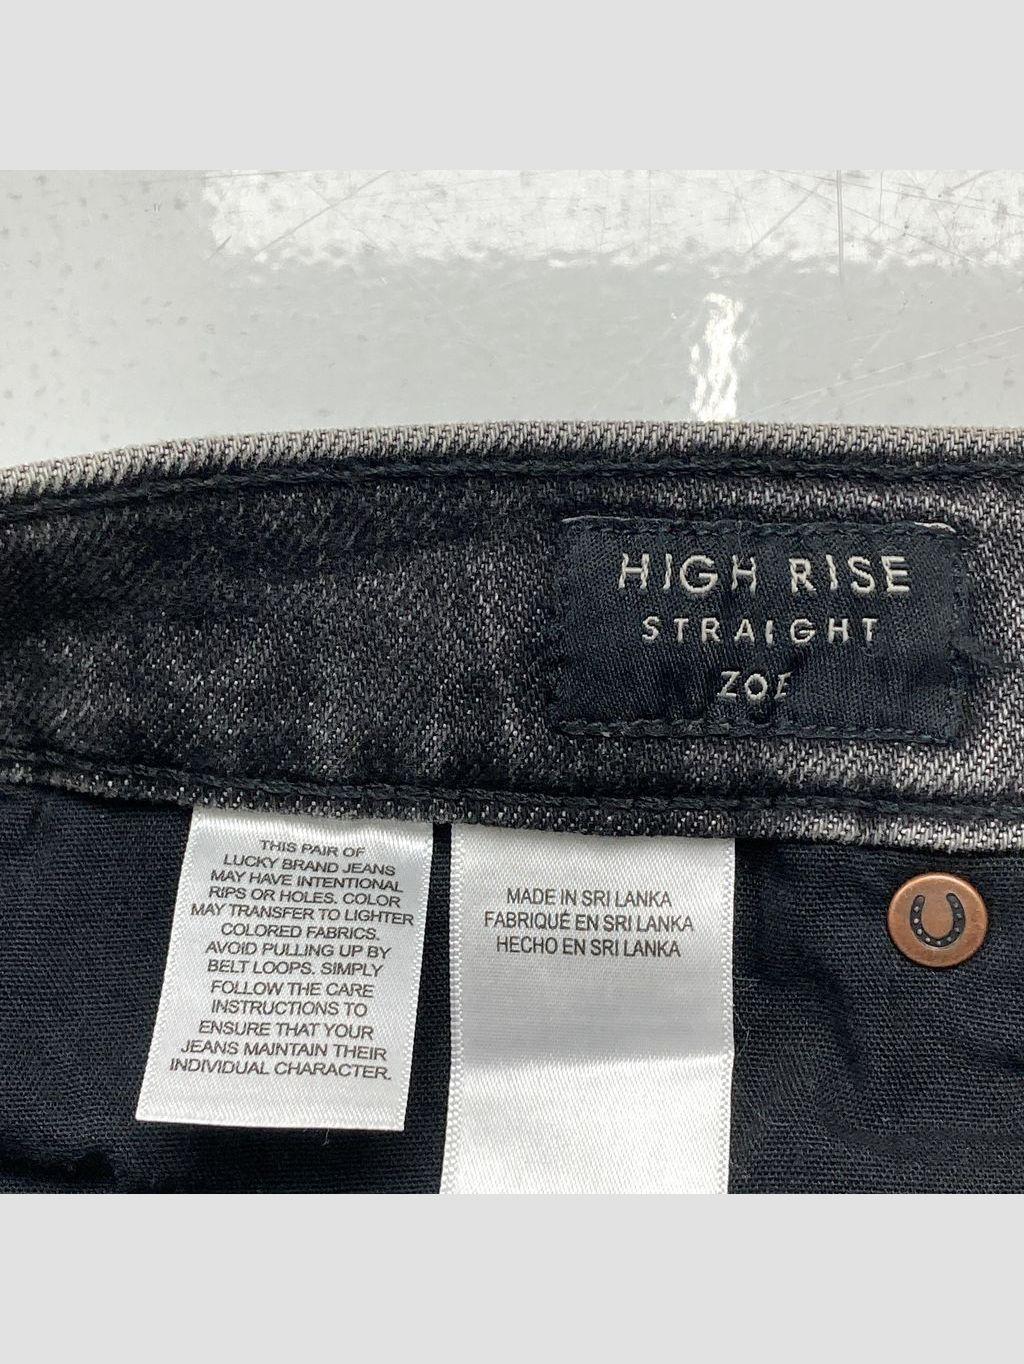 HIGH RISE
STRAIGHT
ZOE
THIS PAIR OF
LUCKY BRAND JEANS
MAY HAVE INTENTIONAL
RIPS OR HOLES. COLOR
MAY TRANSFER TO LIGHTER
COLORED FABRICS.
AVOID PULLING UP BY
BELT LOOPS. SIMPLY
FOLLOW THE CARE
INSTRUCTIONS TO
ENSURE THAT YOUR
JEANS MAINTAIN THEIR
INDIVIDUAL CHARACTER.
MADE IN SRI LANKA
FABRIQUÉ EN SRI LANKA
HECHO EN SRI LANKA